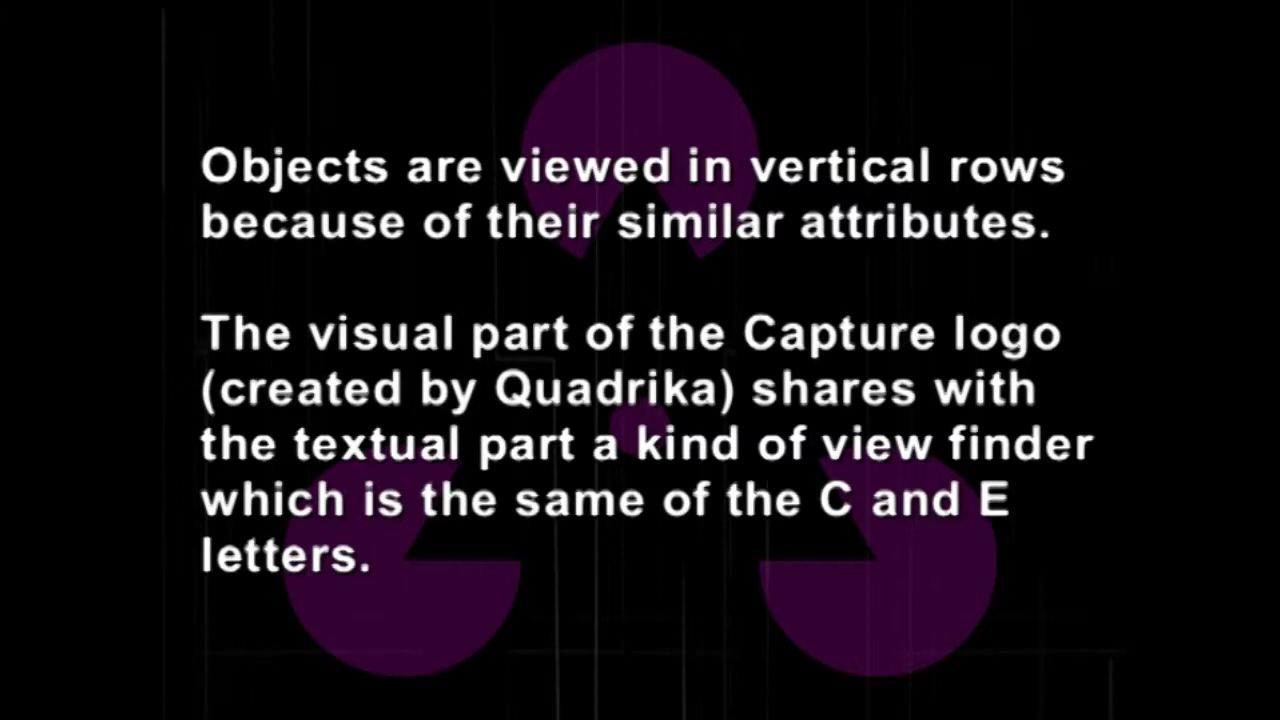 Objects are viewed in vertical rows
because of their similar attributes.
The visual part of the Capture logo
(created by Quadrika) shares with
the textual part a kind of view finder
which is the same of the C and E
letters.